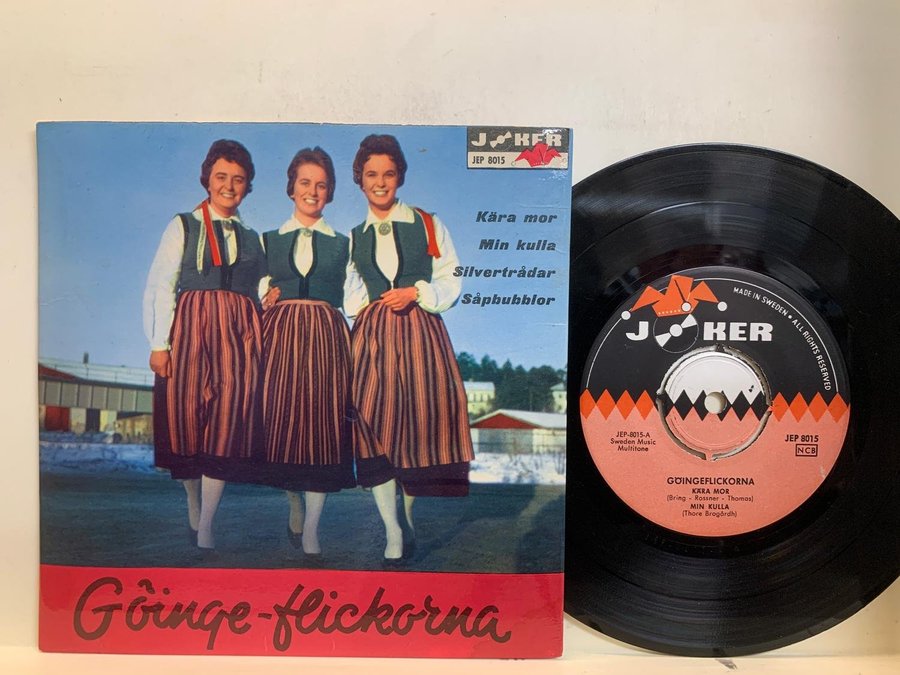 JOKER
JEP 8015
Kära mor
Min kulla
Silvertrådar
Såpbubblor
Göinge-flickorna
JOKER
MADE IN SWEDEN • ALL RIGHTS RESERVED
JEP-8015-A
Sweden Music
Multitone
JEP 8015
NCB
GÖINGEFLICKORNA
KÄRA MOR
(Bring - Rossner - Thomas)
MIN KULLA
(Thore Bragårdh)